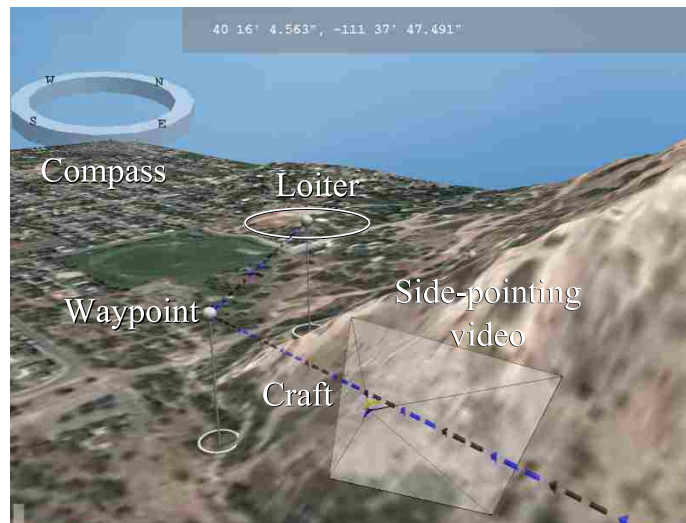 40 16' 4.563", -111 37' 47.491"
W
N
S
E
Compass
Loiter
Waypoint
Side-pointing
video
Craft